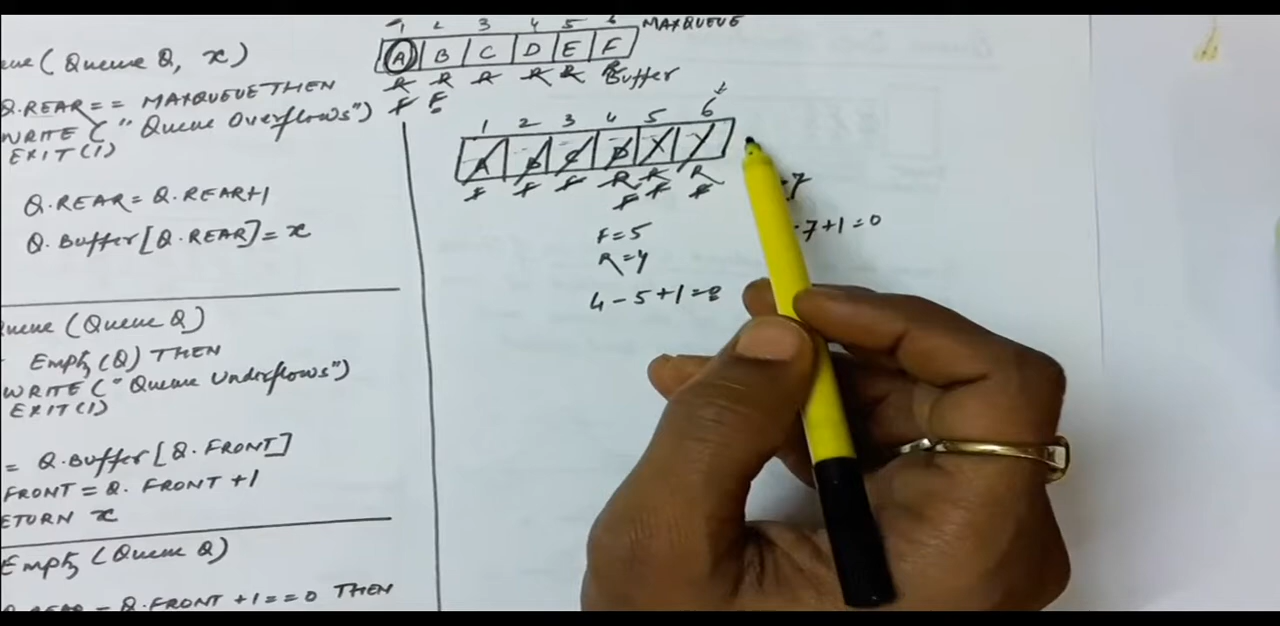 1 2 3 4 5 6 MAXQUEUE
A B C D E F
R R R R R R Buffer
F F
1 2 3 4 5 6
A B C D X Y
F F F R R R
F F F
F=5
R=4
4-5+1=0
7
-7+1=0
(Queue Q, x)
Q.REAR== MAXQUEUE THEN
WRITE ("Queue Overflows")
EXIT(1)
Q.REAR = Q.REAR+1
Q.Buffer[Q.REAR]=x
(Queue Q)
Empty(Q) THEN
WRITE ("Queue Underflows")
EXIT(1)
= Q.Buffer[Q.FRONT]
FRONT = Q.FRONT +1
ETURN x
Empty (Queue Q)
- Q.FRONT +1==0 THEN